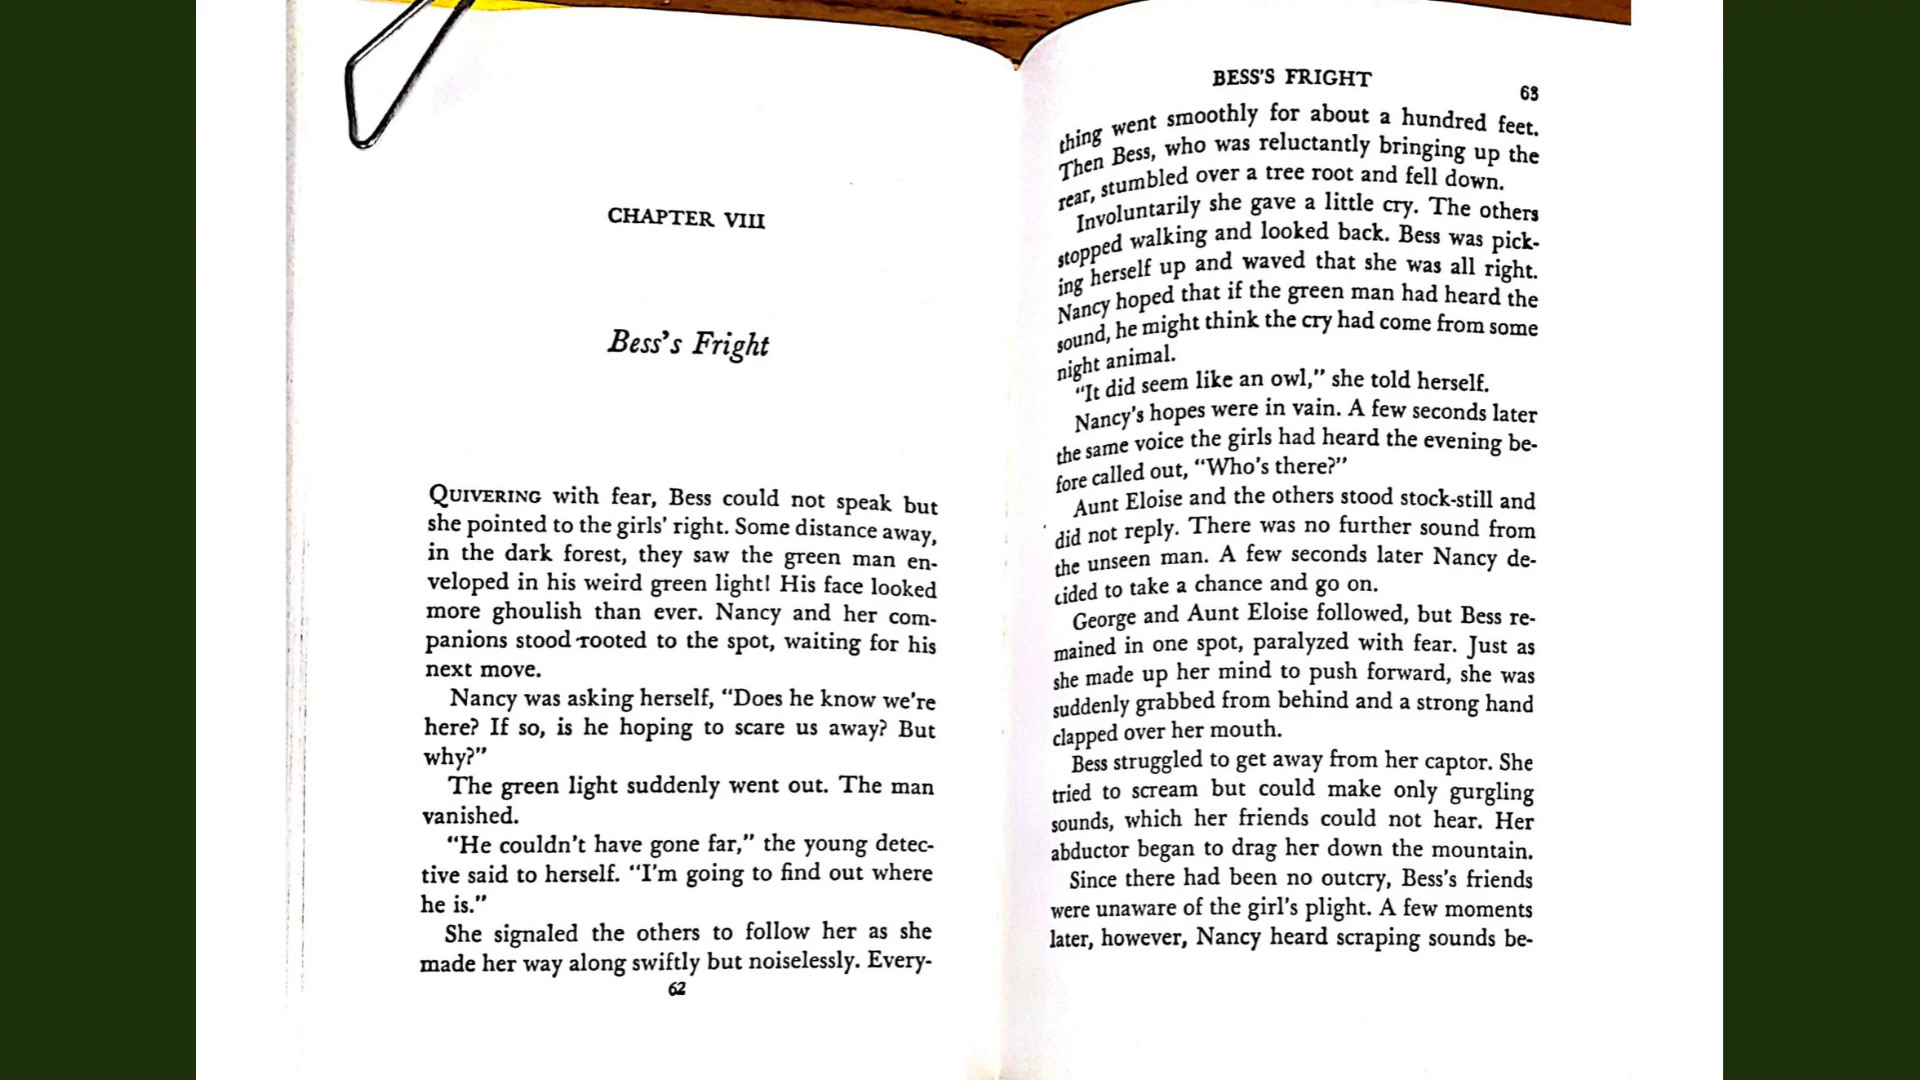 CHAPTER VIII
Bess's Fright
QUIVERING with fear, Bess could not speak but
she pointed to the girls' right. Some distance away,
in the dark forest, they saw the green man en-
veloped in his weird green light! His face looked
more ghoulish than ever. Nancy and her com-
panions stood rooted to the spot, waiting for his
next move.
Nancy was asking herself, “Does he know we're
here? If so, is he hoping to scare us away? But
why?”
The green light suddenly went out. The man
vanished.
“He couldn't have gone far,” the young detec-
tive said to herself. “I'm going to find out where
he is.”
She signaled the others to follow her as she
made her way along swiftly but noiselessly. Every-
62
BESS'S FRIGHT
63
thing went smoothly for about a hundred feet.
Then Bess, who was reluctantly bringing up the
rear, stumbled over a tree root and fell down.
Involuntarily she gave a little cry. The others
stopped walking and looked back. Bess was pick-
ing herself up and waved that she was all right.
Nancy hoped that if the green man had heard the
sound, he might think the cry had come from some
night animal.
“It did seem like an owl,” she told herself.
Nancy's hopes were in vain. A few seconds later
the same voice the girls had heard the evening be-
fore called out, “Who's there?”
Aunt Eloise and the others stood stock-still and
did not reply. There was no further sound from
the unseen man. A few seconds later Nancy de-
cided to take a chance and go on.
George and Aunt Eloise followed, but Bess re-
mained in one spot, paralyzed with fear. Just as
she made up her mind to push forward, she was
suddenly grabbed from behind and a strong hand
clapped over her mouth.
Bess struggled to get away from her captor. She
tried to scream but could make only gurgling
sounds, which her friends could not hear. Her
abductor began to drag her down the mountain.
Since there had been no outcry, Bess's friends
were unaware of the girl's plight. A few moments
later, however, Nancy heard scraping sounds be-